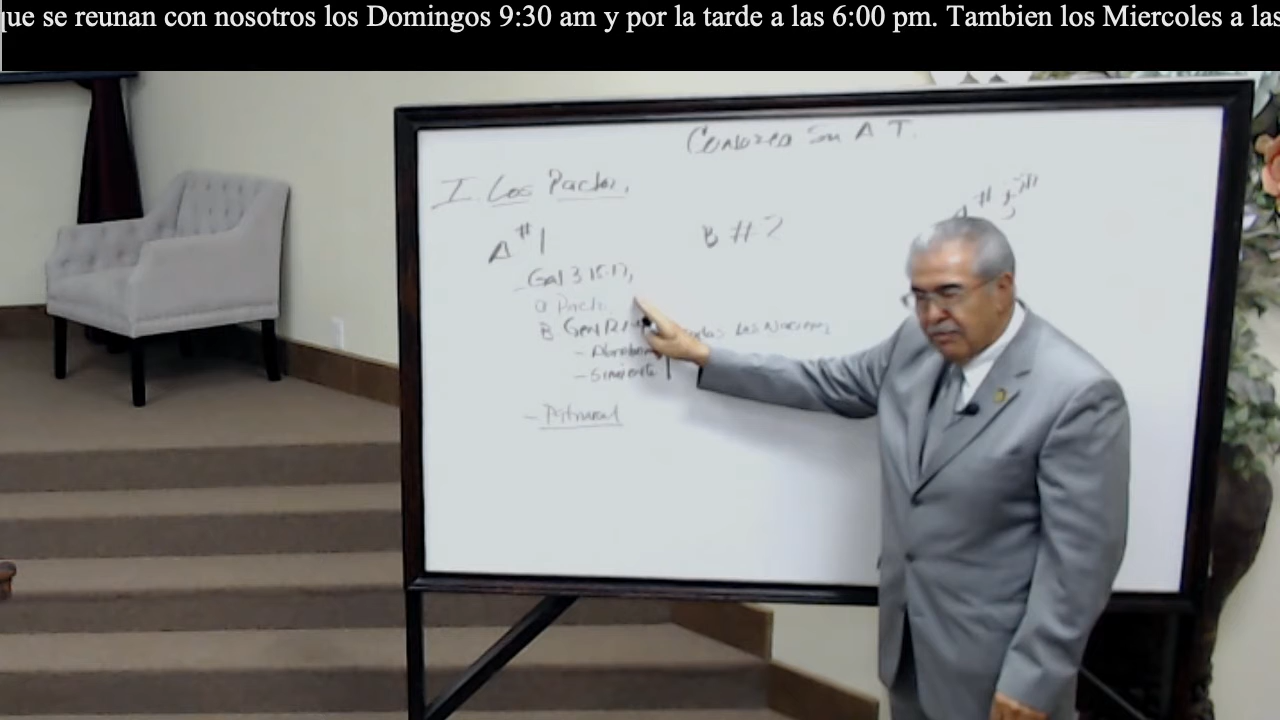 que se reunan con nosotros los Domingos 9:30 am y por la tarde a las 6:00 pm. Tambien los Miercoles a las
Conozca Su A T.
I. Los Pactos.
A #1
B #2
- Gal 3.15-17,
a Pacto.
B Gen 12
Todas Las Naciones
- Abraham
- Simiente